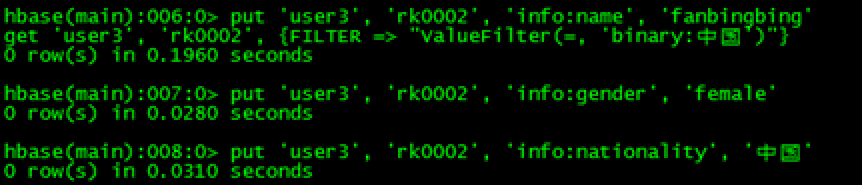 hbase(main):006:0> put 'user3', 'rk0002', 'info:name', 'fanbingbing'
get 'user3', 'rk0002', {FILTER => "ValueFilter(=, 'binary:中国')"}
0 row(s) in 0.1960 seconds
hbase(main):007:0> put 'user3', 'rk0002', 'info:gender', 'female'
0 row(s) in 0.0280 seconds
hbase(main):008:0> put 'user3', 'rk0002', 'info:nationality', '中国'
0 row(s) in 0.0310 seconds